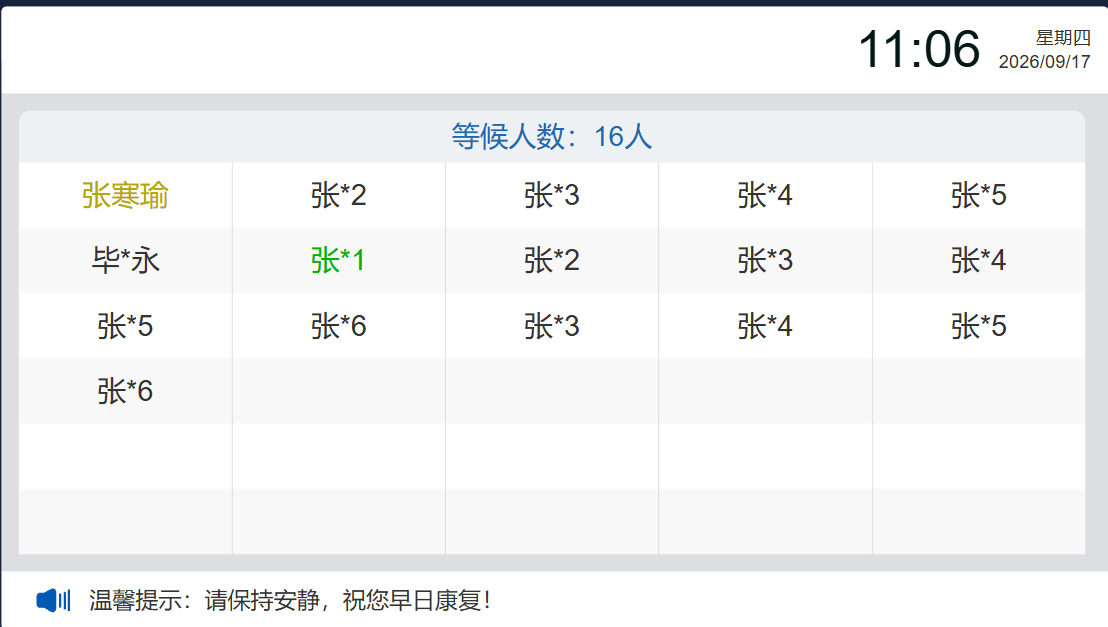 11:06
星期四
2026/09/17
等候人数：16人
张寒瑜 张*2 张*3 张*4 张*5
毕*永 张*1 张*2 张*3 张*4
张*5 张*6 张*3 张*4 张*5
张*6
温馨提示：请保持安静，祝您早日康复！